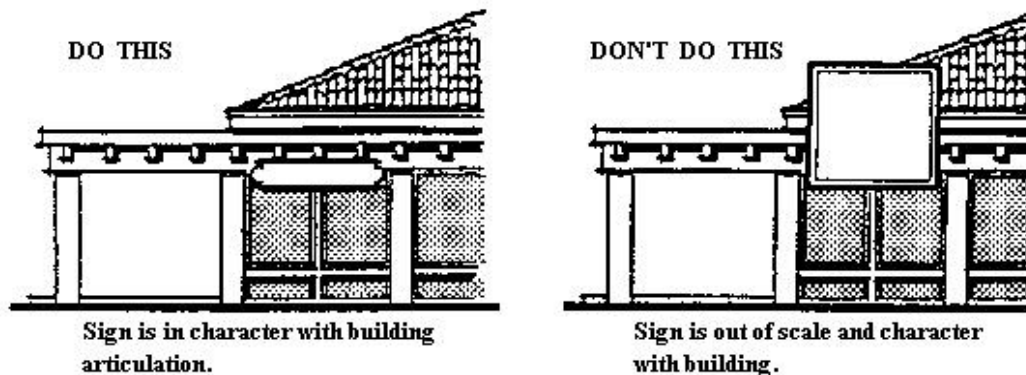 DO THIS
Sign is in character with building
articulation.
DON'T DO THIS
Sign is out of scale and character
with building.